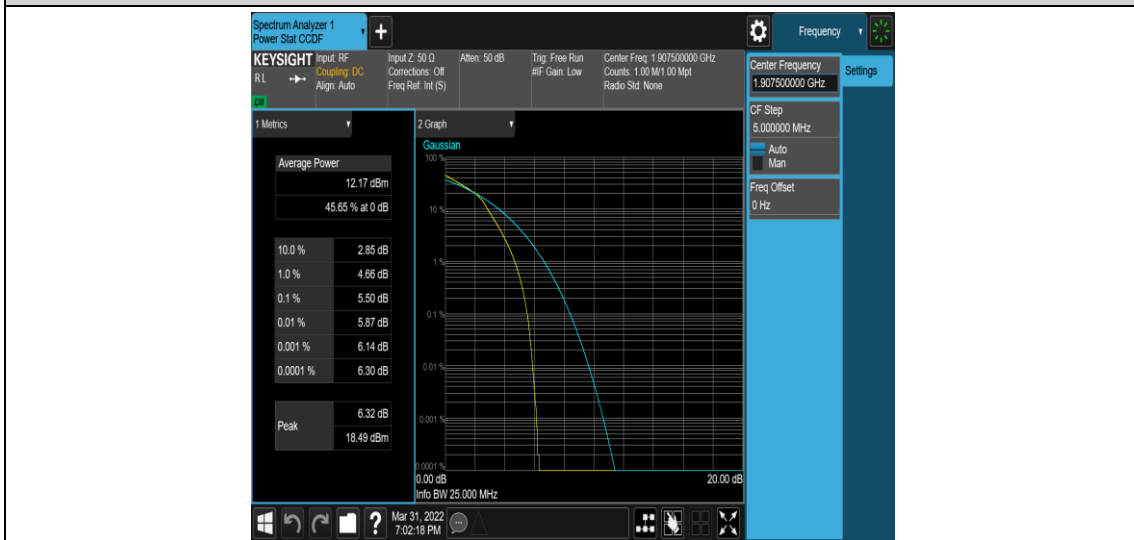 Spectrum Analyzer 1
Power Stat CCDF
+
Frequency
KEYSIGHT
RL
Input: RF
Coupling: DC
Align: Auto
Input Z: 50 Ω
Corrections: Off
Freq Ref: Int (S)
Atten: 50 dB
Trig: Free Run
#IF Gain: Low
Center Freq: 1.907500000 GHz
Counts: 1.00 M/1.00 Mpt
Radio Std: None
Center Frequency
1.907500000 GHz
Settings
CF Step
5.000000 MHz
Auto
Man
Freq Offset
0 Hz
1 Metrics
Average Power
12.17 dBm
45.65 % at 0 dB
10.0 % 2.85 dB
1.0 % 4.66 dB
0.1 % 5.50 dB
0.01 % 5.87 dB
0.001 % 6.14 dB
0.0001 % 6.30 dB
Peak
6.32 dB
18.49 dBm
2 Graph
Gaussian
100 %
10 %
1 %
0.1 %
0.01 %
0.001 %
0.0001 %
0.00 dB 20.00 dB
Info BW 25.000 MHz
?
Mar 31, 2022
7:02:18 PM